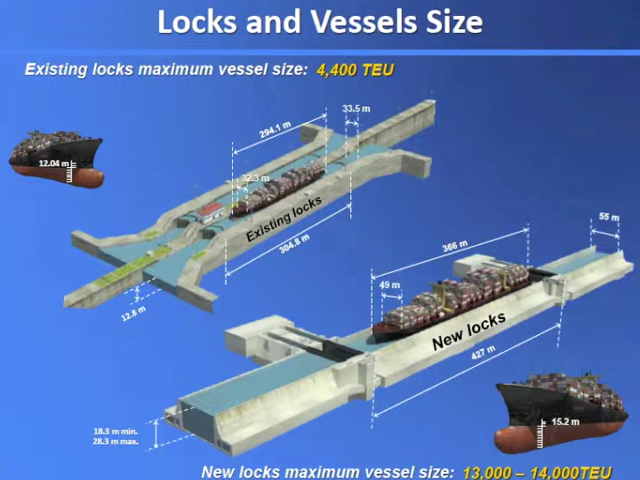 Locks and Vessels Size
Existing locks maximum vessel size: 4,400 TEU
33.5 m
294.1 m
12.04 m
32.3 m
Existing locks
304.8 m
12.8 m
55 m
366 m
49 m
New locks
427 m
18.3 m min.
28.3 m max.
15.2 m
New locks maximum vessel size: 13,000 – 14,000TEU